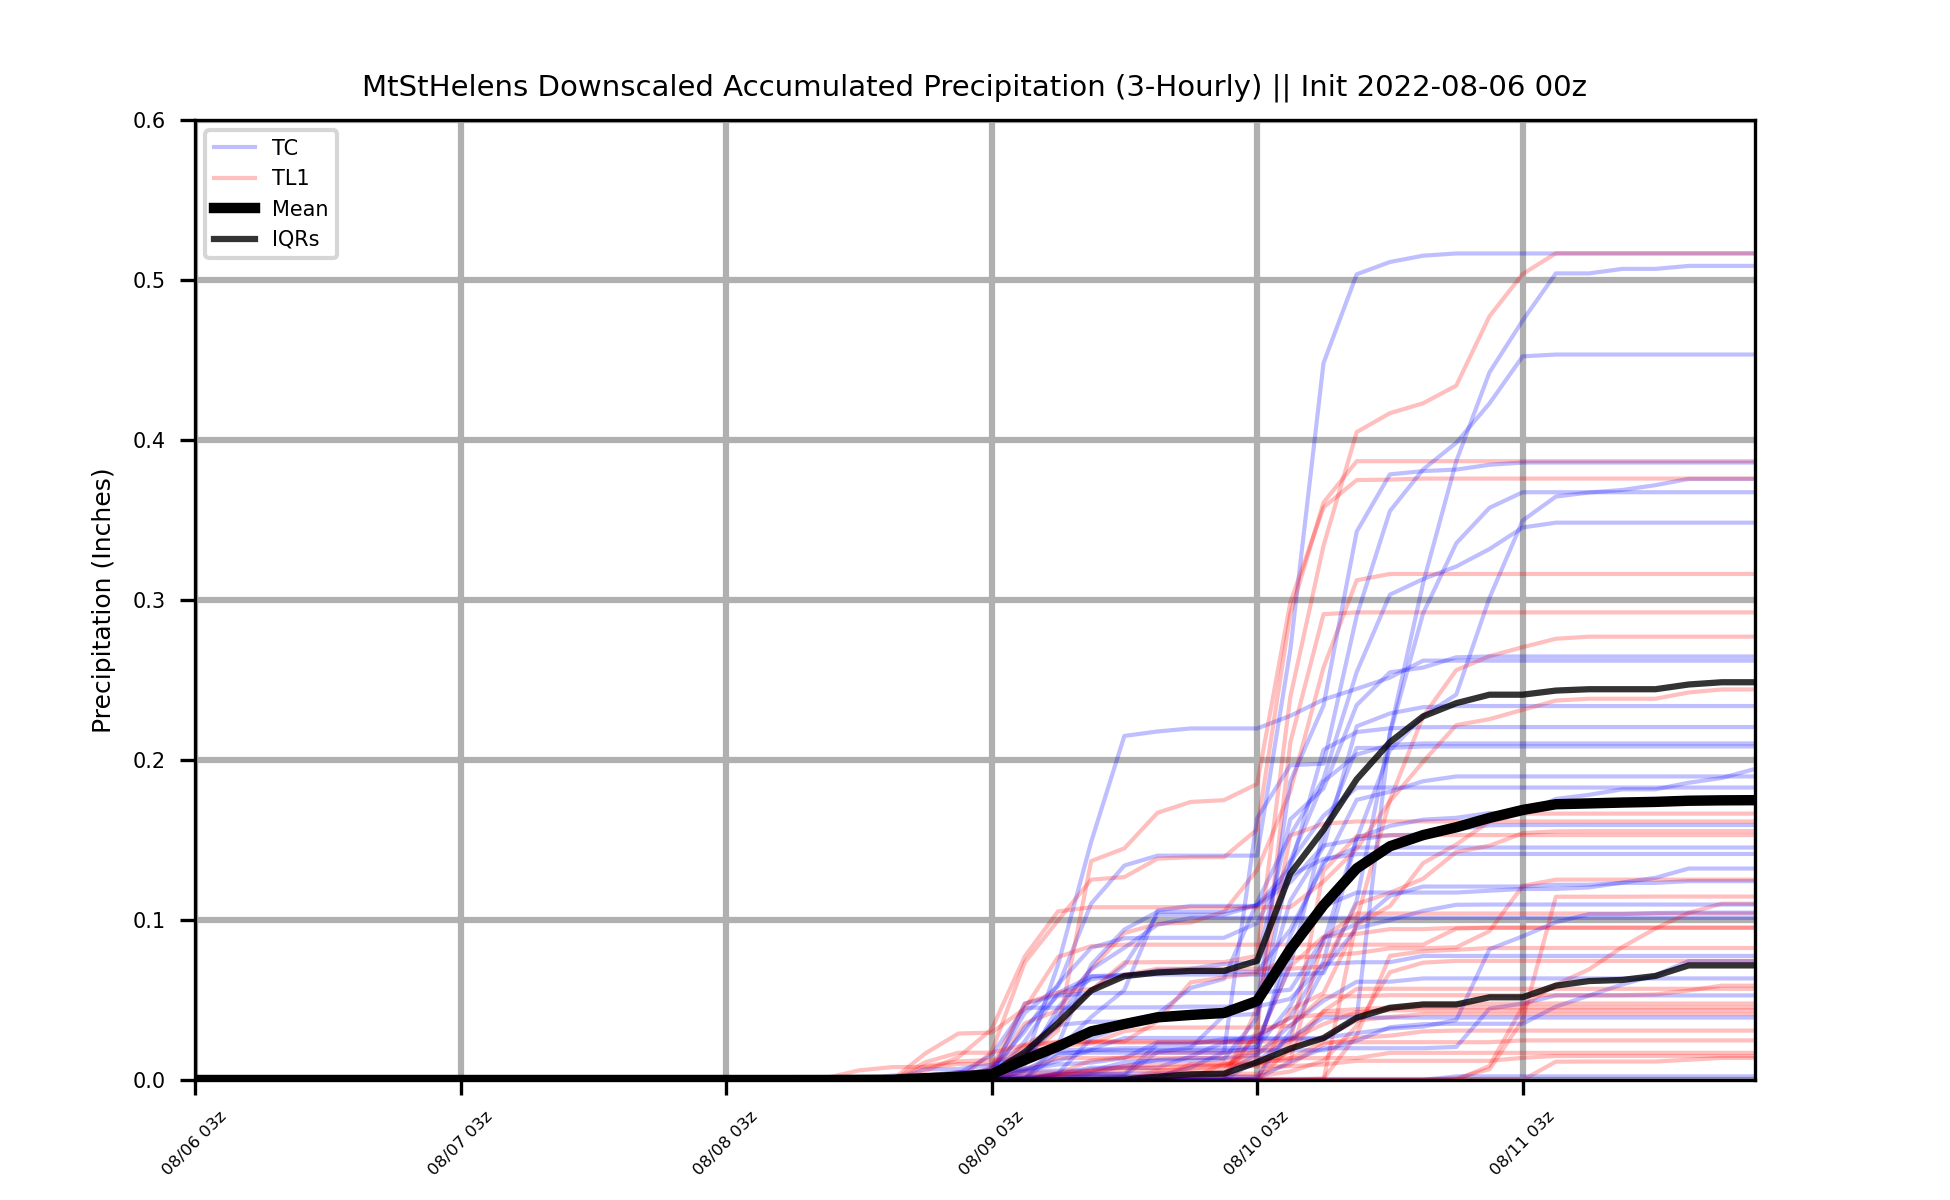 MtStHelens Downscaled Accumulated Precipitation (3-Hourly) || Init 2022-08-06 00z
TC
TL1
Mean
IQRs
Precipitation (Inches)
0.6
0.5
0.4
0.3
0.2
0.1
0.0
08/06 03z
08/07 03z
08/08 03z
08/09 03z
08/10 03z
08/11 03z